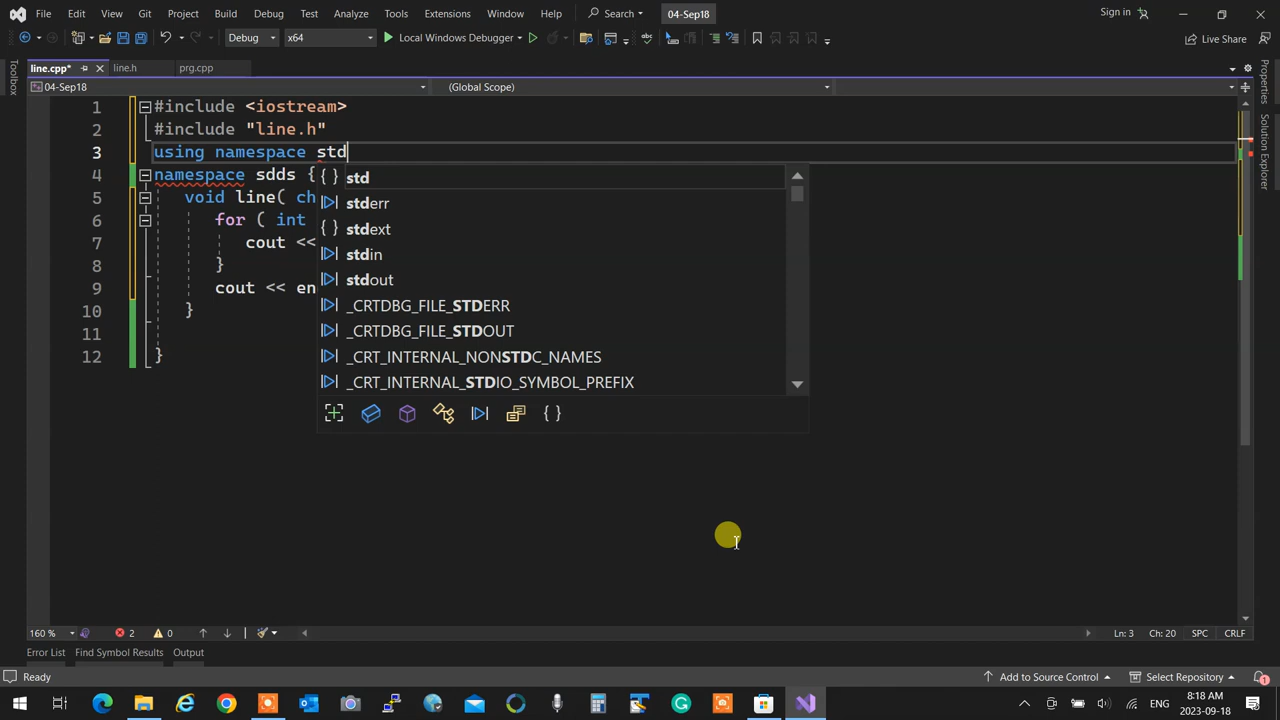 File Edit View Git Project Build Debug Test Analyze Tools Extensions Window Help Search 04-Sep18 Sign in
Debug x64 Local Windows Debugger Live Share
line.cpp* line.h prg.cpp
04-Sep18 (Global Scope)
Toolbox
Properties
Solution Explorer
1 #include <iostream>
2 #include "line.h"
3 using namespace std
4 namespace sdds {
5 void line( ch
6 for ( int
7 cout <<
8 }
9 cout << en
10 }
11
12 }
{ } std
stderr
{ } stdext
stdin
stdout
_CRTDBG_FILE_STDERR
_CRTDBG_FILE_STDOUT
_CRT_INTERNAL_NONSTDC_NAMES
_CRT_INTERNAL_STDIO_SYMBOL_PREFIX
{ }
160 % 2 0 Ln: 3 Ch: 20 SPC CRLF
Error List Find Symbol Results Output
Ready Add to Source Control Select Repository 1
ENG 8:18 AM
2023-09-18